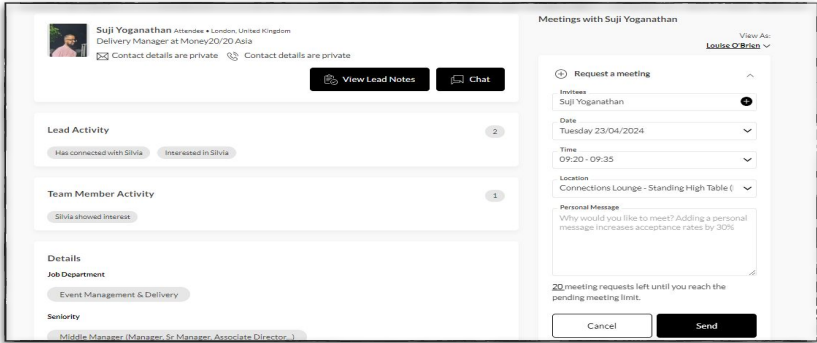 Suji Yoganathan Attendee • London, United Kingdom
Delivery Manager at Money20/20 Asia
Contact details are private Contact details are private
View Lead Notes Chat
Lead Activity 2
Has connected with Silvia Interested in Silvia
Team Member Activity 1
Silvia showed interest
Details
Job Department
Event Management & Delivery
Seniority
Middle Manager (Manager, Sr Manager, Associate Director,..)
Meetings with Suji Yoganathan
View As:
Louise O'Brien
Request a meeting
Invitees
Suji Yoganathan
Date
Tuesday 23/04/2024
Time
09:20 - 09:35
Location
Connections Lounge - Standing High Table (
Personal Message
Why would you like to meet? Adding a personal
message increases acceptance rates by 30%
20 meeting requests left until you reach the
pending meeting limit.
Cancel Send